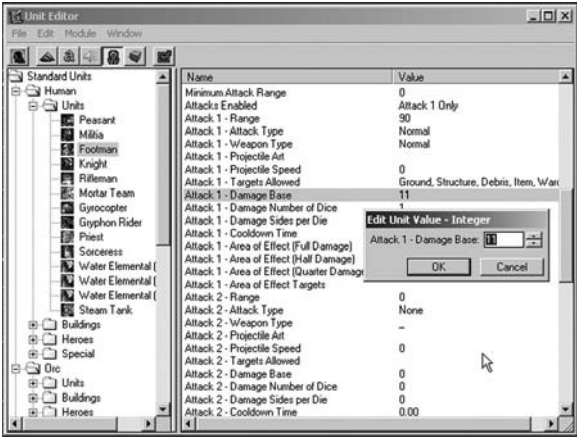 Unit Editor
File Edit Module Window
Standard Units
Human
Units
Peasant
Militia
Footman
Knight
Rifleman
Mortar Team
Gyrocopter
Gryphon Rider
Priest
Sorceress
Water Elemental (
Water Elemental (
Water Elemental (
Steam Tank
Buildings
Heroes
Special
Orc
Units
Buildings
Heroes
Name Value
Minimum Attack Range 0
Attacks Enabled Attack 1 Only
Attack 1 - Range 90
Attack 1 - Attack Type Normal
Attack 1 - Weapon Type Normal
Attack 1 - Projectile Art
Attack 1 - Projectile Speed 0
Attack 1 - Targets Allowed Ground, Structure, Debris, Item, Ward
Attack 1 - Damage Base 11
Attack 1 - Damage Number of Dice 1
Attack 1 - Damage Sides per Die
Attack 1 - Cooldown Time
Attack 1 - Area of Effect (Full Damage)
Attack 1 - Area of Effect (Half Damage)
Attack 1 - Area of Effect (Quarter Damage
Attack 1 - Area of Effect Targets
Attack 2 - Range 0
Attack 2 - Attack Type None
Attack 2 - Weapon Type _
Attack 2 - Projectile Art
Attack 2 - Projectile Speed 0
Attack 2 - Targets Allowed
Attack 2 - Damage Base 0
Attack 2 - Damage Number of Dice 0
Attack 2 - Damage Sides per Die 0
Attack 2 - Cooldown Time 0.00
Edit Unit Value - Integer
Attack 1 - Damage Base: 11
OK Cancel